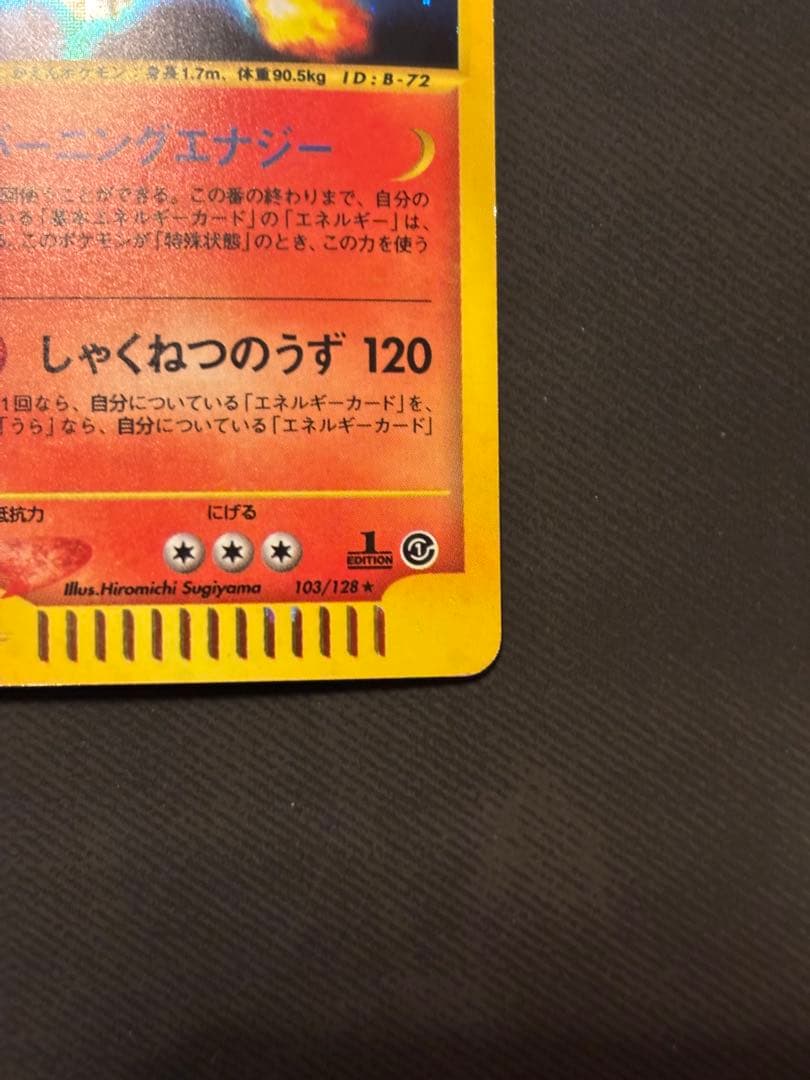 かえんポケモン：身長1.7m、体重90.5kg ID:B-72
バーニングエナジー
回使うことができる。この番の終わりまで、自分の
いる「基本エネルギーカード」の「エネルギー」は、
る。このポケモンが「特殊状態」のとき、この力を使う
しゃくねつのうず 120
1回なら、自分についている「エネルギーカード」を、
「うら」なら、自分についている「エネルギーカード」
抵抗力 にげる
1 EDITION 1
Illus.Hiromichi Sugiyama 103/128★